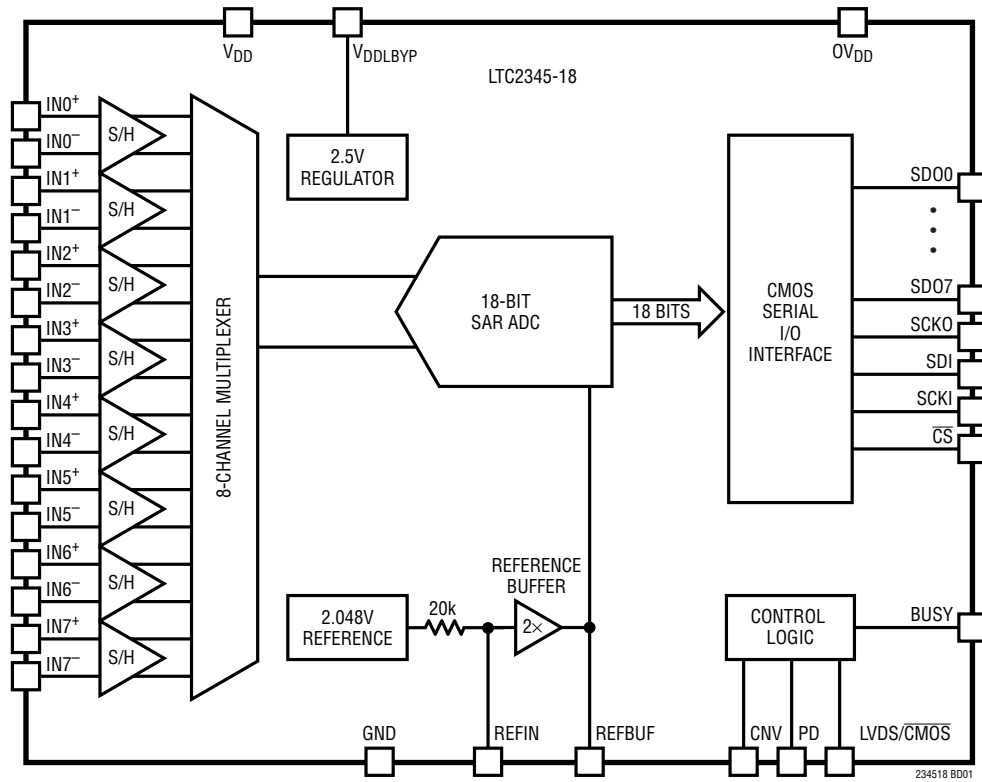 V_DD
V_DDLBYP
OV_DD
LTC2345-18
IN0⁺
IN0⁻
IN1⁺
IN1⁻
IN2⁺
IN2⁻
IN3⁺
IN3⁻
IN4⁺
IN4⁻
IN5⁺
IN5⁻
IN6⁺
IN6⁻
IN7⁺
IN7⁻
S/H
S/H
S/H
S/H
S/H
S/H
S/H
S/H
8-CHANNEL MULTIPLEXER
2.5V
REGULATOR
18-BIT
SAR ADC
18 BITS
CMOS
SERIAL
I/O
INTERFACE
SDO0
SDO7
SCKO
SDI
SCKI
C̅S̅
2.048V
REFERENCE
20k
REFERENCE
BUFFER
2×
CONTROL
LOGIC
BUSY
GND
REFIN
REFBUF
CNV
PD
LVDS/C̅M̅O̅S̅
234518 BD01